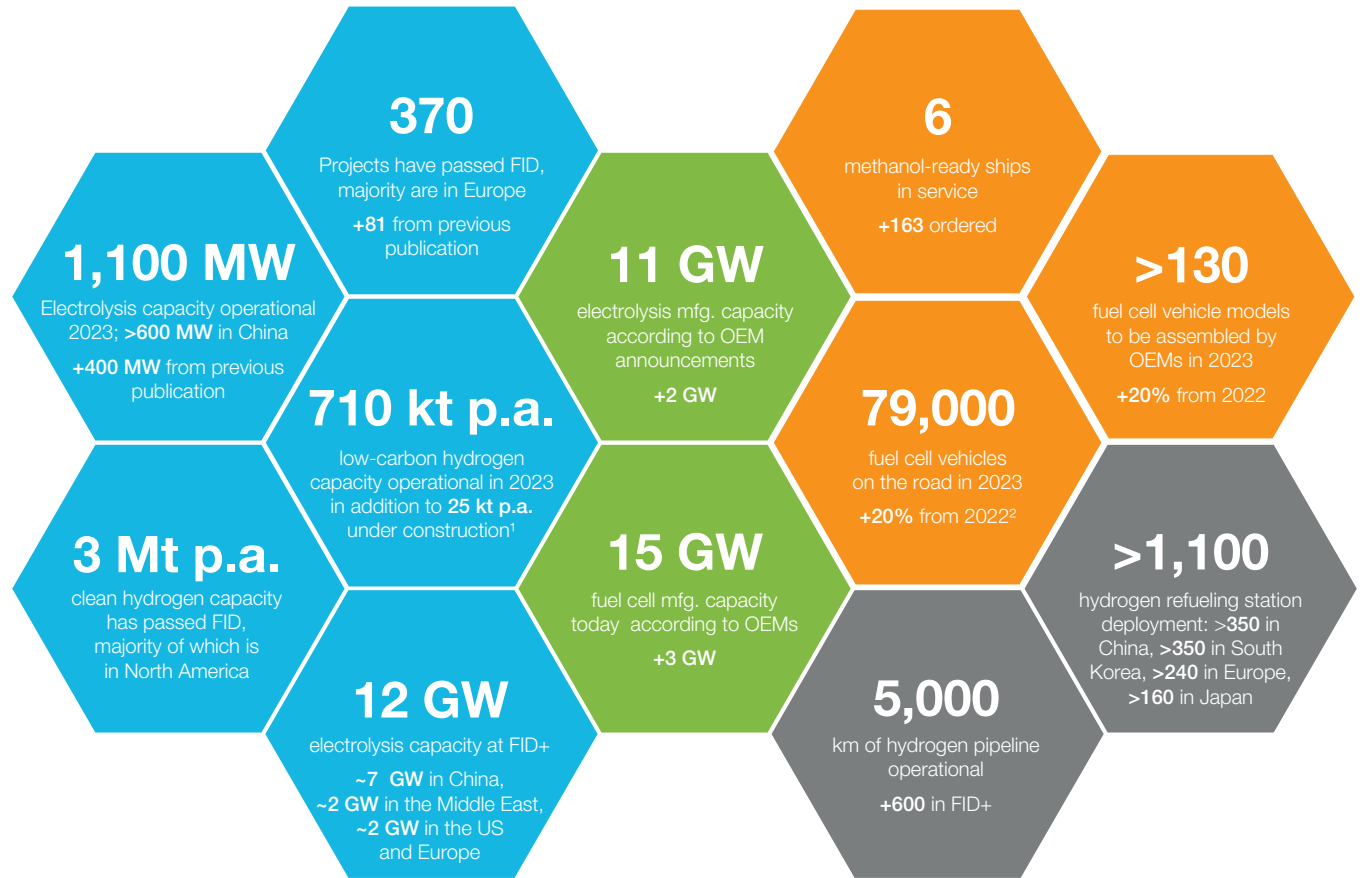 370
Projects have passed FID,
majority are in Europe
+81 from previous
publication
6
methanol-ready ships
in service
+163 ordered
1,100 MW
Electrolysis capacity operational
2023; >600 MW in China
+400 MW from previous
publication
11 GW
electrolysis mfg. capacity
according to OEM
announcements
+2 GW
>130
fuel cell vehicle models
to be assembled by
OEMs in 2023
+20% from 2022
710 kt p.a.
low-carbon hydrogen
capacity operational in 2023
in addition to 25 kt p.a.
under construction¹
79,000
fuel cell vehicles
on the road in 2023
+20% from 2022²
3 Mt p.a.
clean hydrogen capacity
has passed FID,
majority of which is
in North America
15 GW
fuel cell mfg. capacity
today according to OEMs
+3 GW
>1,100
hydrogen refueling station
deployment: >350 in
China, >350 in South
Korea, >240 in Europe,
>160 in Japan
12 GW
electrolysis capacity at FID+
~7 GW in China,
~2 GW in the Middle East,
~2 GW in the US
and Europe
5,000
km of hydrogen pipeline
operational
+600 in FID+